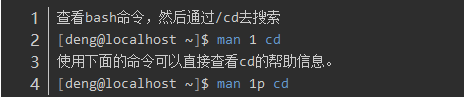 1 查看bash命令，然后通过/cd去搜索
2 [deng@localhost ~]$ man 1 cd
3 使用下面的命令可以直接查看cd的帮助信息。
4 [deng@localhost ~]$ man 1p cd